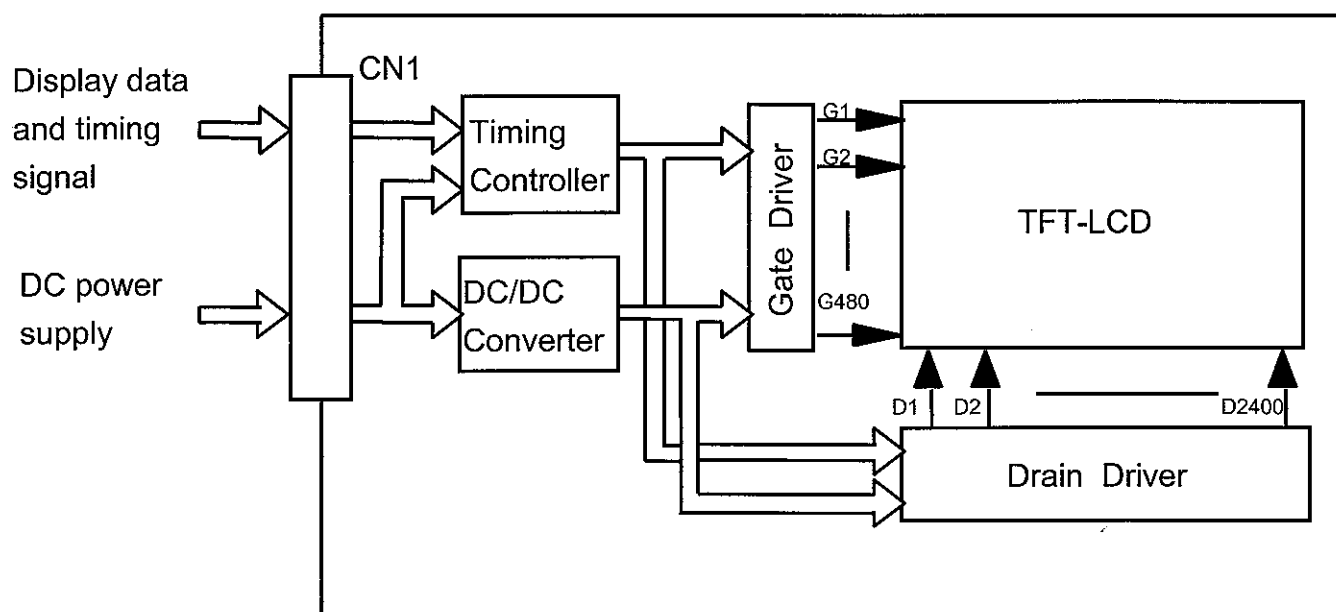 Display data
and timing
signal
DC power
supply
CN1
Timing
Controller
DC/DC
Converter
Gate Driver
G1
G2
G480
TFT-LCD
D1
D2
D2400
Drain Driver